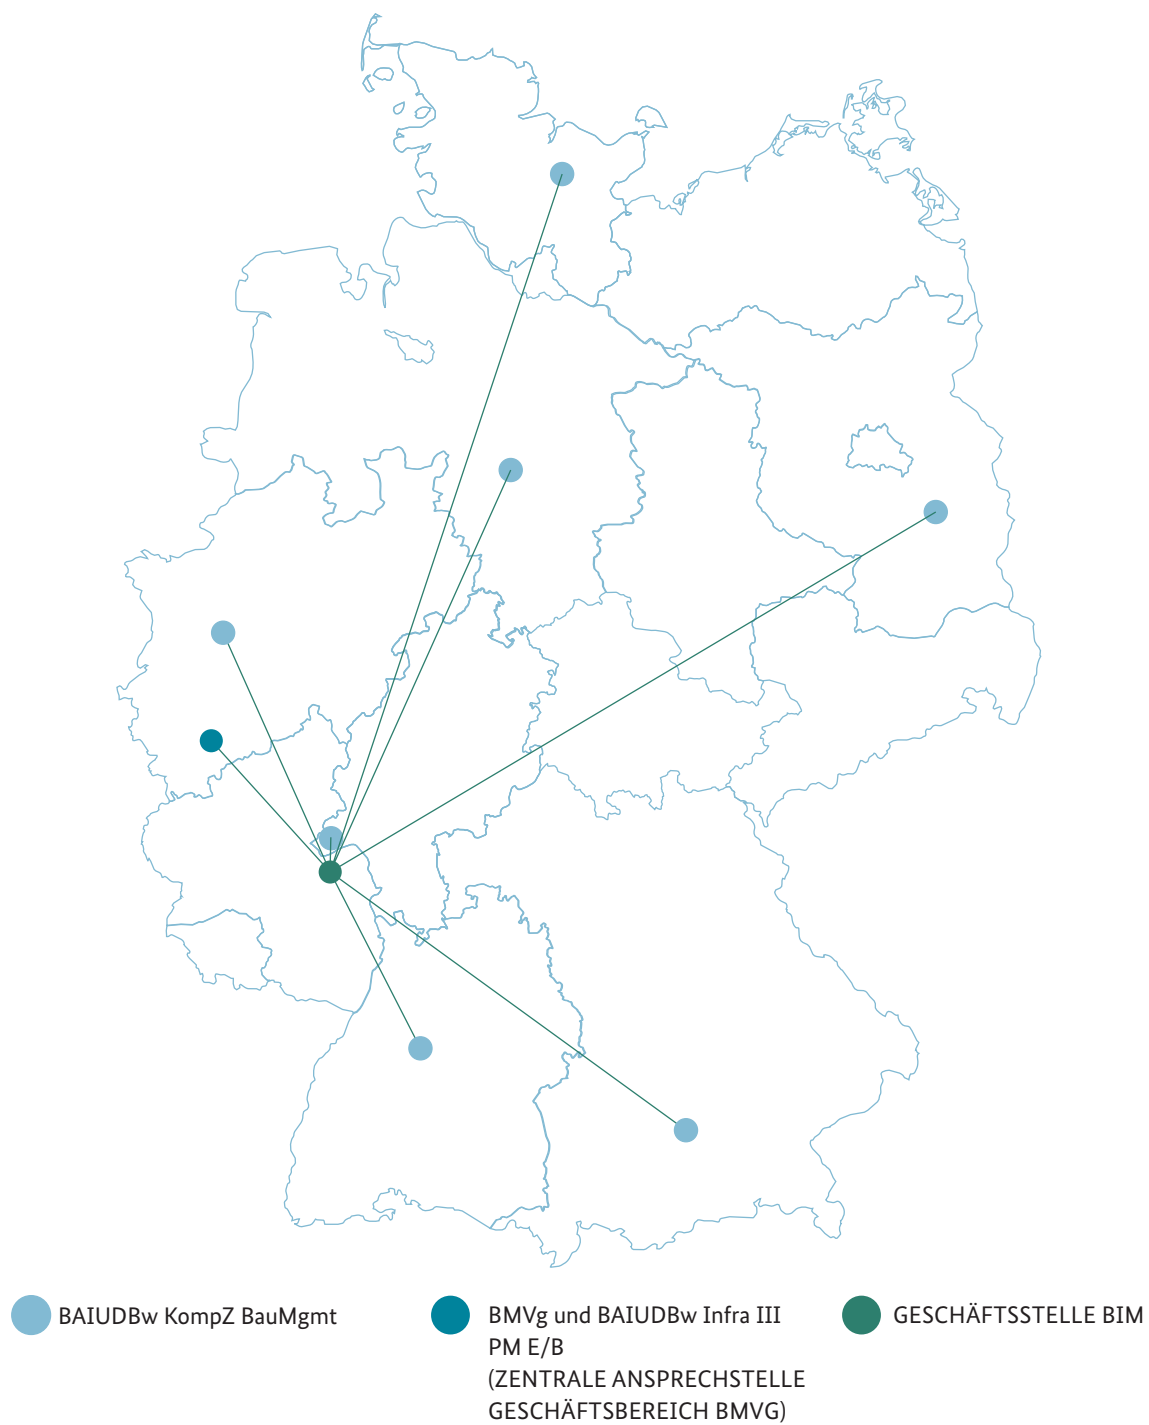 BAIUDBw KompZ BauMgmt
BMVg und BAIUDBw Infra III
PM E/B
(ZENTRALE ANSPRECHSTELLE
GESCHÄFTSBEREICH BMVG)
GESCHÄFTSSTELLE BIM